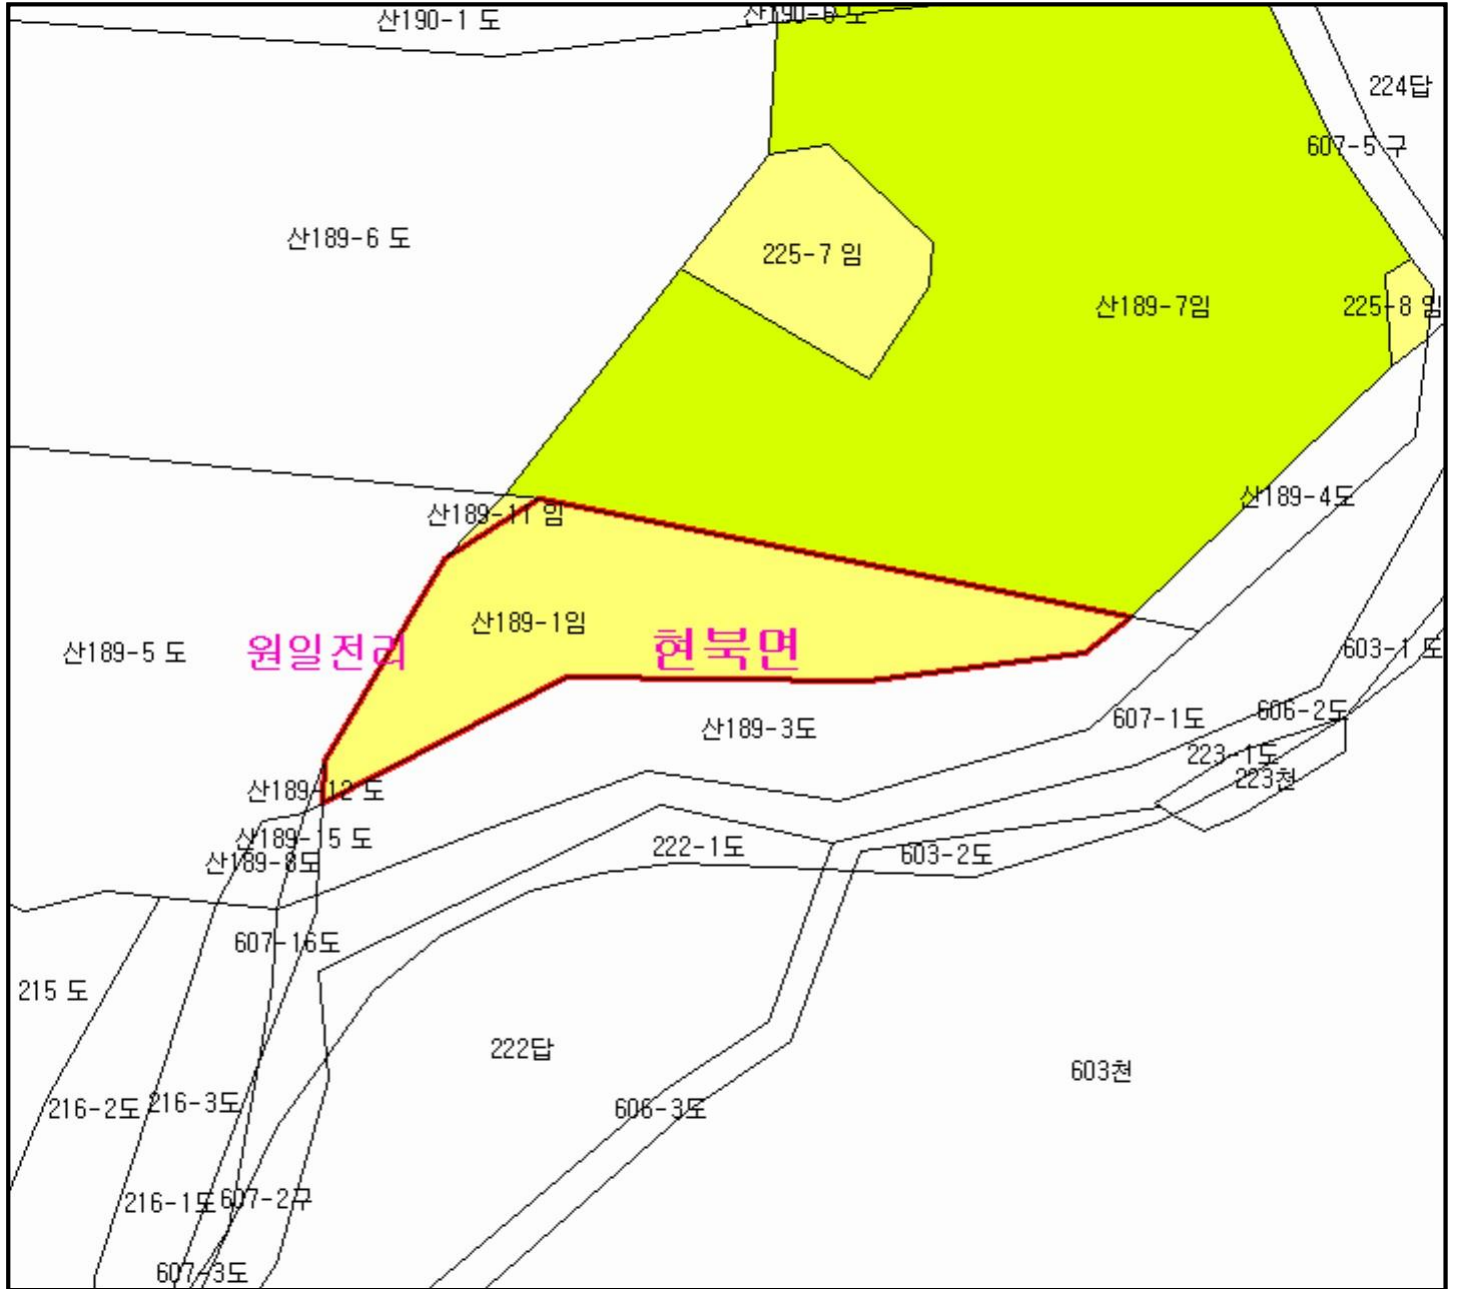 산190-1 도
산190-6 도
224답
607-5 구
산189-6 도
225-7 임
산189-7임
225-8 임
산189-4도
산189-11 임
산189-1임
산189-5 도
원일전리
현북면
603-1 도
606-2도
607-1도
산189-3도
223-1도
223천
산189-12 도
산189-15 도
산189-8도
222-1도
603-2도
607-16도
215 도
222답
603천
216-2도
216-3도
606-3도
216-1도
607-2구
607-3도